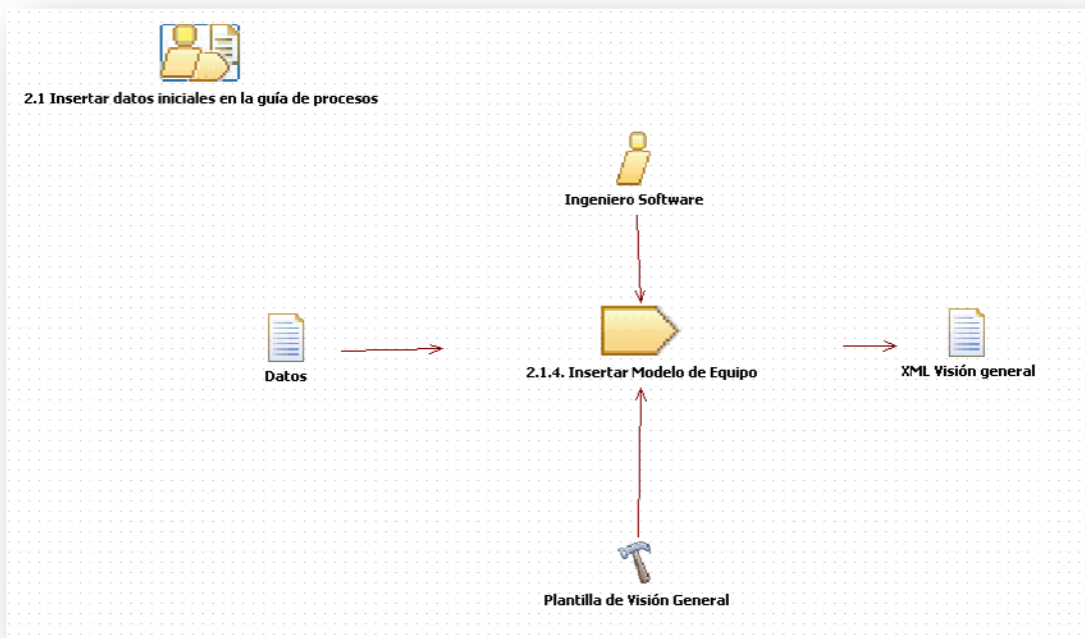 2.1 Insertar datos iniciales en la guía de procesos
Ingeniero Software
Datos
2.1.4. Insertar Modelo de Equipo
XML Visión general
Plantilla de Visión General